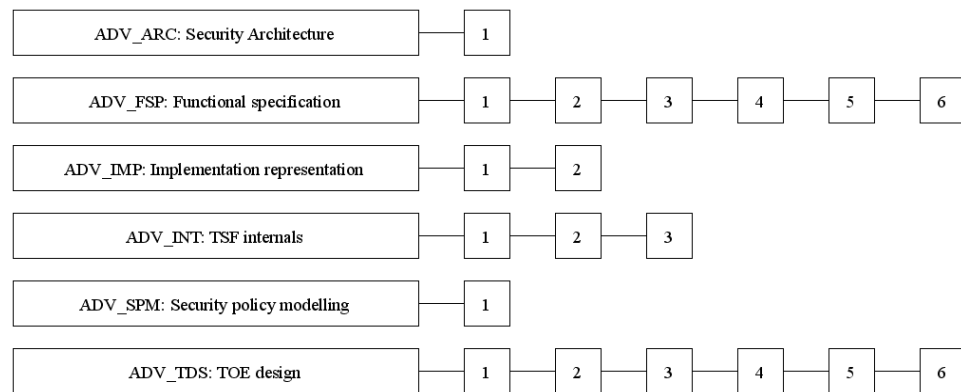 ADV_ARC: Security Architecture 1
ADV_FSP: Functional specification 1 2 3 4 5 6
ADV_IMP: Implementation representation 1 2
ADV_INT: TSF internals 1 2 3
ADV_SPM: Security policy modelling 1
ADV_TDS: TOE design 1 2 3 4 5 6